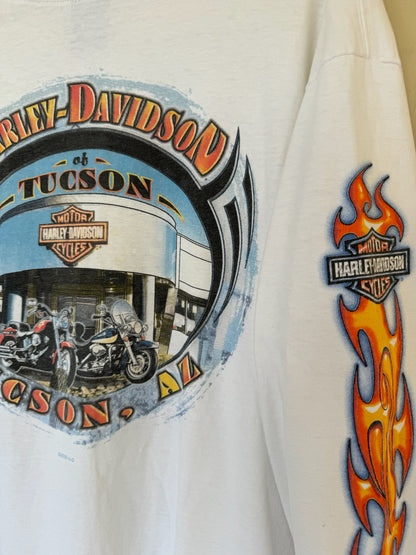 ARLEY-DAVIDSON
of
TUCSON
MOTOR
HARLEY-DAVIDSON
CYCLES
CSON, AZ
MOTOR
HARLEY-DAVIDSON
CYCLES